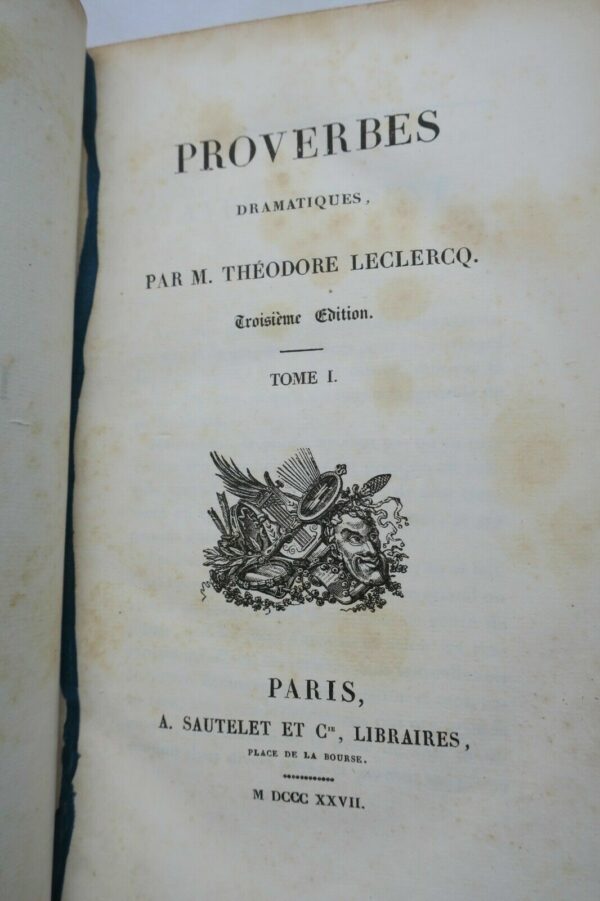 PROVERBES
DRAMATIQUES,
PAR M. THÉODORE LECLERCQ.
Troisième Edition.
TOME I.
PARIS,
A. SAUTELET ET Cie, LIBRAIRES,
PLACE DE LA BOURSE.
M DCCC XXVII.